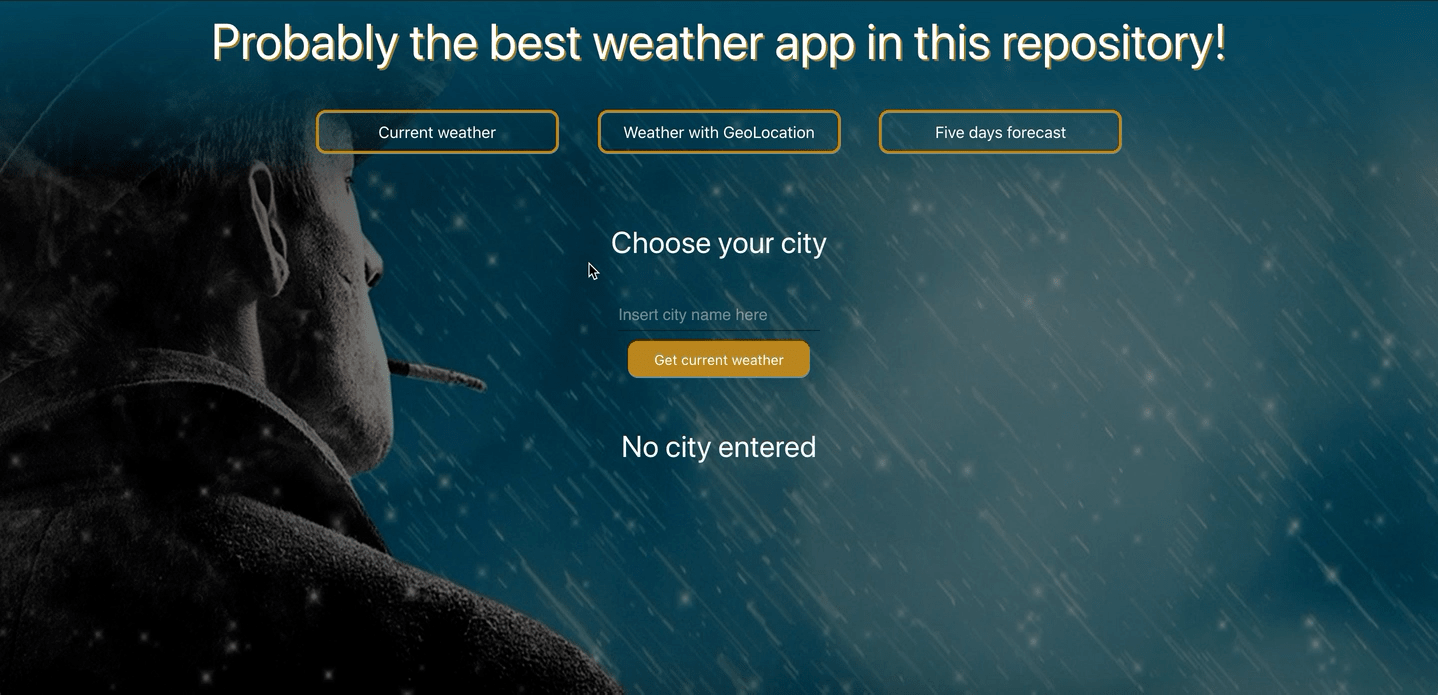 Probably the best weather app in this repository!
Current weather
Weather with GeoLocation
Five days forecast
Choose your city
Insert city name here
Get current weather
No city entered